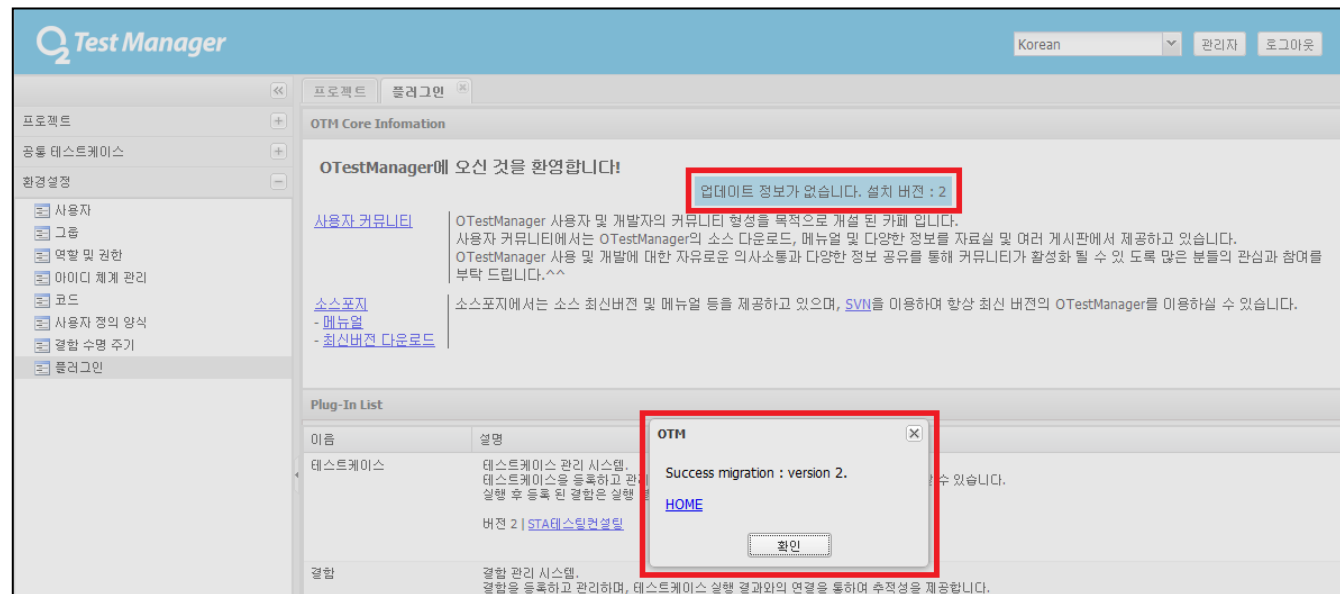 O2 Test Manager
Korean
관리자
로그아웃
프로젝트
플러그인
프로젝트
공통 테스트케이스
환경설정
사용자
그룹
역할 및 권한
아이디 체계 관리
코드
사용자 정의 양식
결함 수명 주기
플러그인
OTM Core Infomation
OTestManager에 오신 것을 환영합니다!
업데이트 정보가 없습니다. 설치 버전 : 2
사용자 커뮤니티
OTestManager 사용자 및 개발자의 커뮤니티 형성을 목적으로 개설 된 카페 입니다.
사용자 커뮤니티에서는 OTestManager의 소스 다운로드, 메뉴얼 및 다양한 정보를 자료실 및 여러 게시판에서 제공하고 있습니다.
OTestManager 사용 및 개발에 대한 자유로운 의사소통과 다양한 정보 공유를 통해 커뮤니티가 활성화 될 수 있 도록 많은 분들의 관심과 참여를
부탁 드립니다.^^
소스포지
- 메뉴얼
- 최신버전 다운로드
소스포지에서는 소스 최신버전 및 메뉴얼 등을 제공하고 있으며, SVN을 이용하여 항상 최신 버전의 OTestManager를 이용하실 수 있습니다.
Plug-In List
이름
설명
테스트케이스
테스트케이스 관리 시스템.
테스트케이스을 등록하고 관리
수 있습니다.
실행 후 등록 된 결함은 실행
버전 2 | STA테스팅컨설팅
OTM
Success migration : version 2.
HOME
확인
결함
결함 관리 시스템.
결함을 등록하고 관리하며, 테스트케이스 실행 결과와의 연결을 통하여 추적성을 제공합니다.